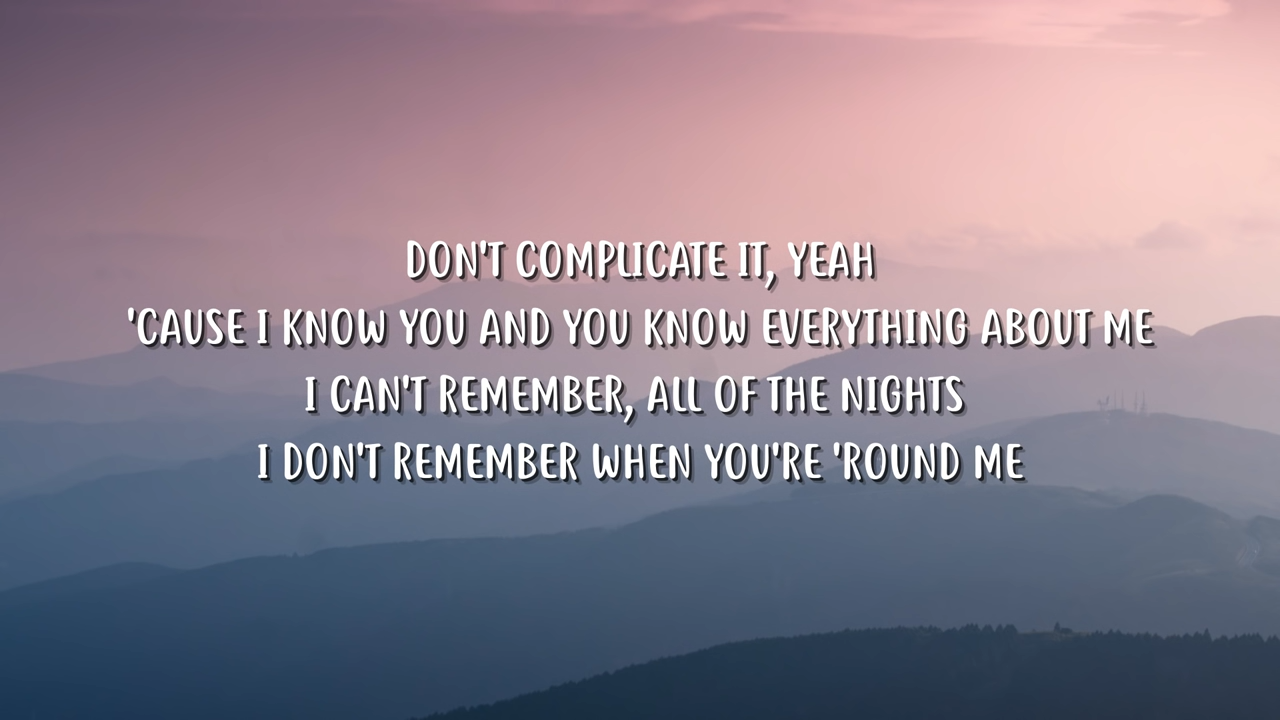 DON'T COMPLICATE IT, YEAH
'CAUSE I KNOW YOU AND YOU KNOW EVERYTHING ABOUT ME
I CAN'T REMEMBER, ALL OF THE NIGHTS
I DON'T REMEMBER WHEN YOU'RE 'ROUND ME